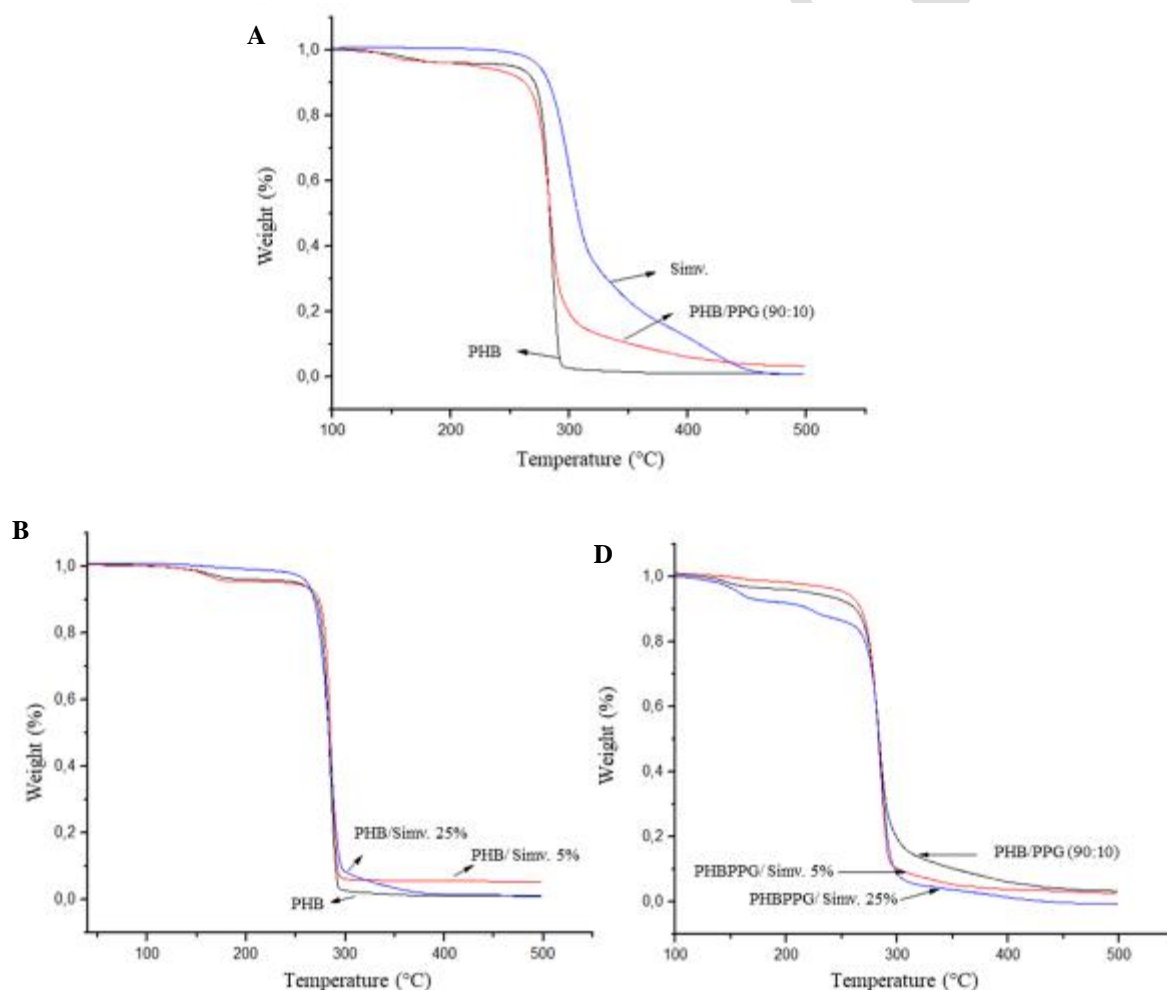 A
1,0
0,8
0,6
0,4
0,2
0,0
Weight (%)
Simv.
PHB/PPG (90:10)
PHB
100 200 300 400 500
Temperature (°C)
B
1,0
0,8
0,6
0,4
0,2
0,0
Weight (%)
PHB/Simv. 25%
PHB/ Simv. 5%
PHB
100 200 300 400 500
Temperature (°C)
D
1,0
0,8
0,6
0,4
0,2
0,0
Weight (%)
PHB/PPG (90:10)
PHBPPG/ Simv. 5%
PHBPPG/ Simv. 25%
100 200 300 400 500
Temperature (°C)